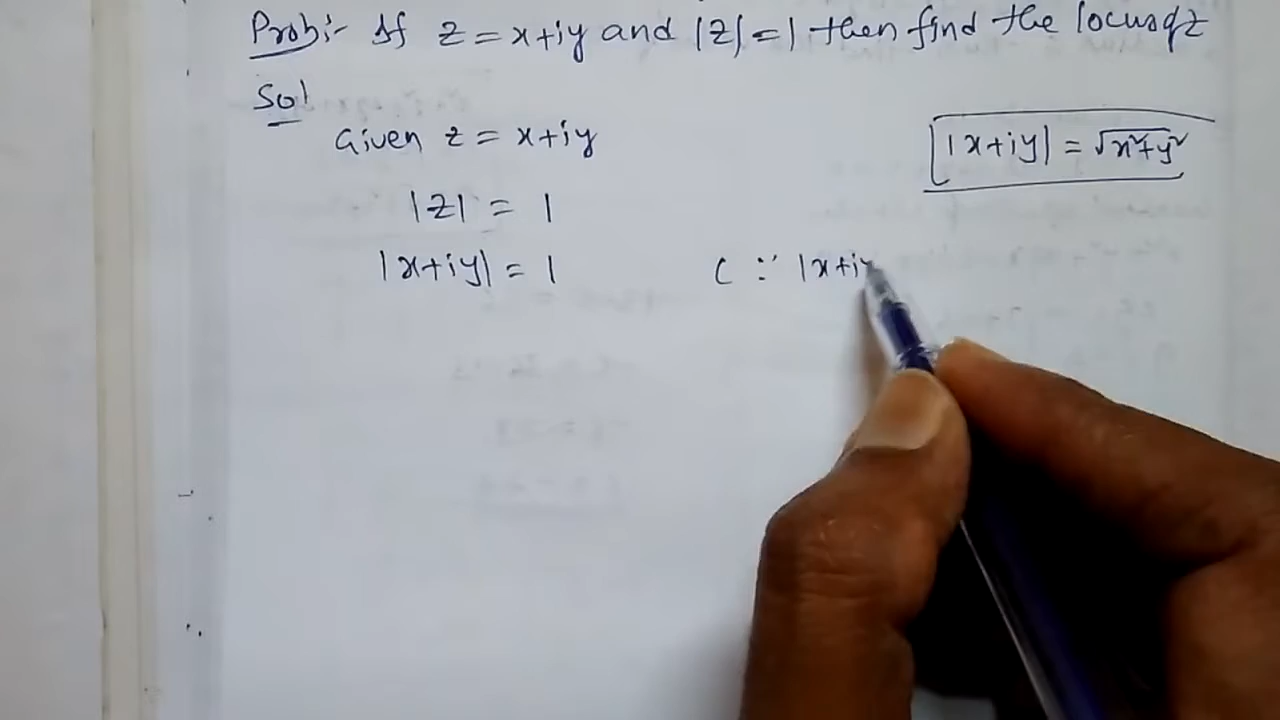 Prob:- If z = x+iy and |z| = 1 then find the locus of z
Sol
Given z = x+iy
|x+iy| = √x²+y²
|z| = 1
|x+iy| = 1 ( ∵ |x+iy